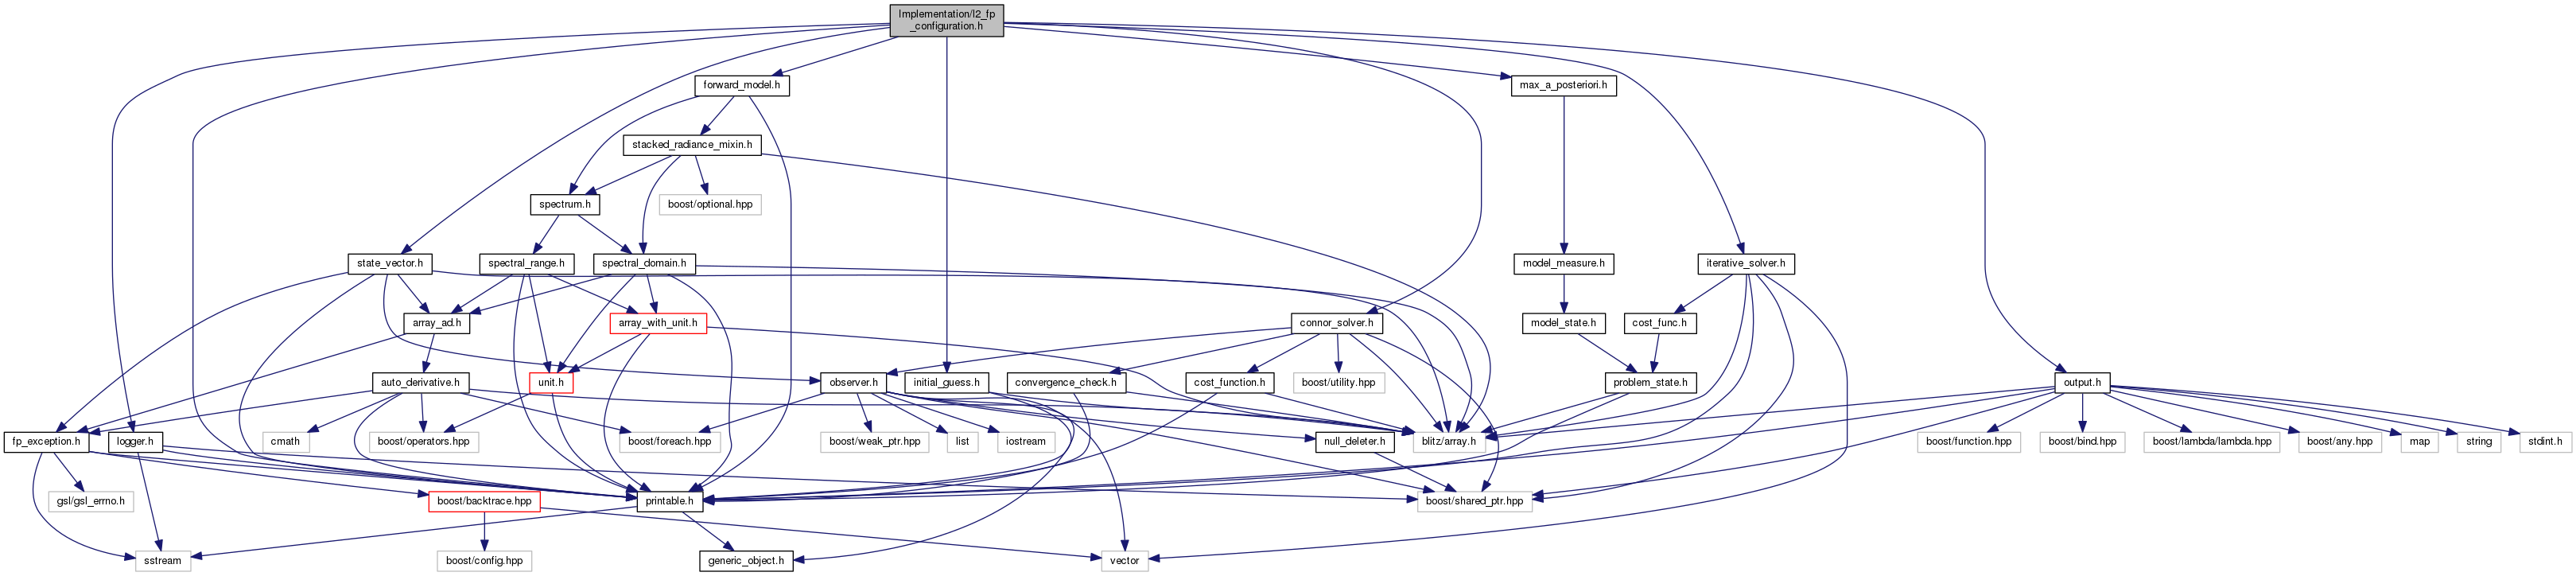 Implementation/l2_fp
_configuration.h
forward_model.h
max_a_posteriori.h
stacked_radiance_mixin.h
spectrum.h
boost/optional.hpp
state_vector.h
spectral_range.h
spectral_domain.h
model_measure.h
iterative_solver.h
array_ad.h
array_with_unit.h
connor_solver.h
model_state.h
cost_func.h
auto_derivative.h
unit.h
observer.h
initial_guess.h
convergence_check.h
cost_function.h
boost/utility.hpp
problem_state.h
output.h
fp_exception.h
logger.h
cmath
boost/operators.hpp
boost/foreach.hpp
boost/weak_ptr.hpp
list
iostream
null_deleter.h
blitz/array.h
boost/function.hpp
boost/bind.hpp
boost/lambda/lambda.hpp
boost/any.hpp
map
string
stdint.h
gsl/gsl_errno.h
boost/backtrace.hpp
printable.h
boost/shared_ptr.hpp
sstream
boost/config.hpp
generic_object.h
vector